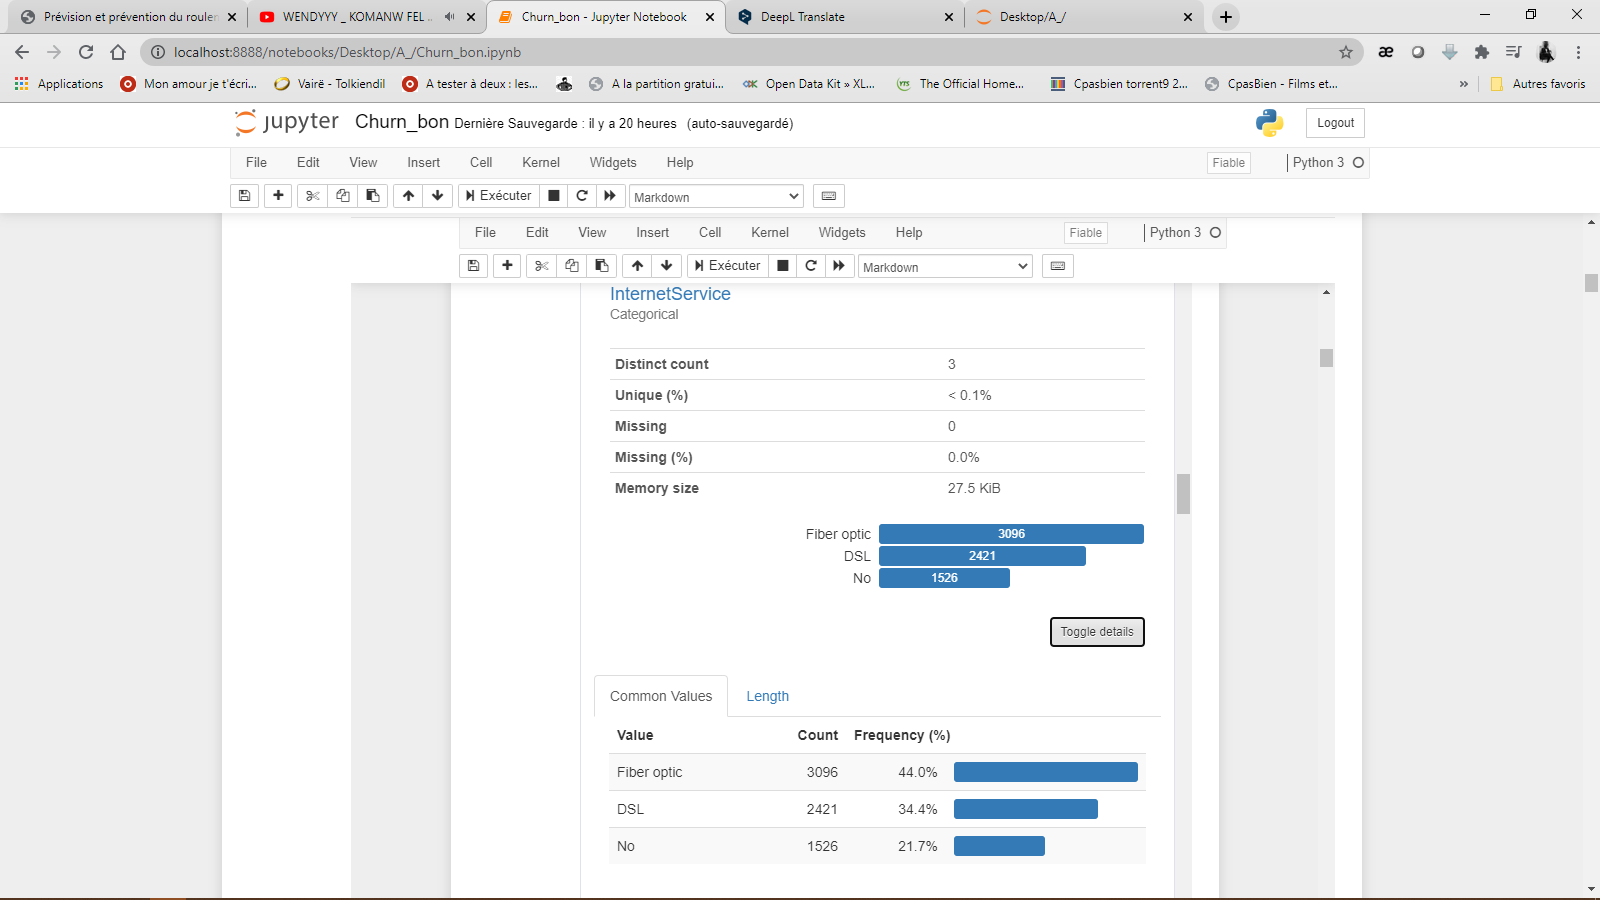 Prévision et prévention du rouler
WENDYYY _ KOMANW FEL ..
Churn_bon - Jupyter Notebook
DeepL Translate
Desktop/A_/
localhost:8888/notebooks/Desktop/A_/Churn_bon.ipynb
Applications
Mon amour je t'écri...
Vairë - Tolkiendil
A tester à deux : les...
A la partition gratui...
Open Data Kit » XL...
The Official Home...
Cpasbien torrent9 2...
CpasBien - Films et...
»
Autres favoris
jupyter Churn_bon Dernière Sauvegarde : il y a 20 heures (auto-sauvegardé)
Logout
File Edit View Insert Cell Kernel Widgets Help
Fiable
Python 3
Exécuter
Markdown
File Edit View Insert Cell Kernel Widgets Help
Fiable
Python 3
Exécuter
Markdown
InternetService
Categorical
Distinct count 3
Unique (%) < 0.1%
Missing 0
Missing (%) 0.0%
Memory size 27.5 KiB
Fiber optic 3096
DSL 2421
No 1526
Toggle details
Common Values Length
Value Count Frequency (%)
Fiber optic 3096 44.0%
DSL 2421 34.4%
No 1526 21.7%